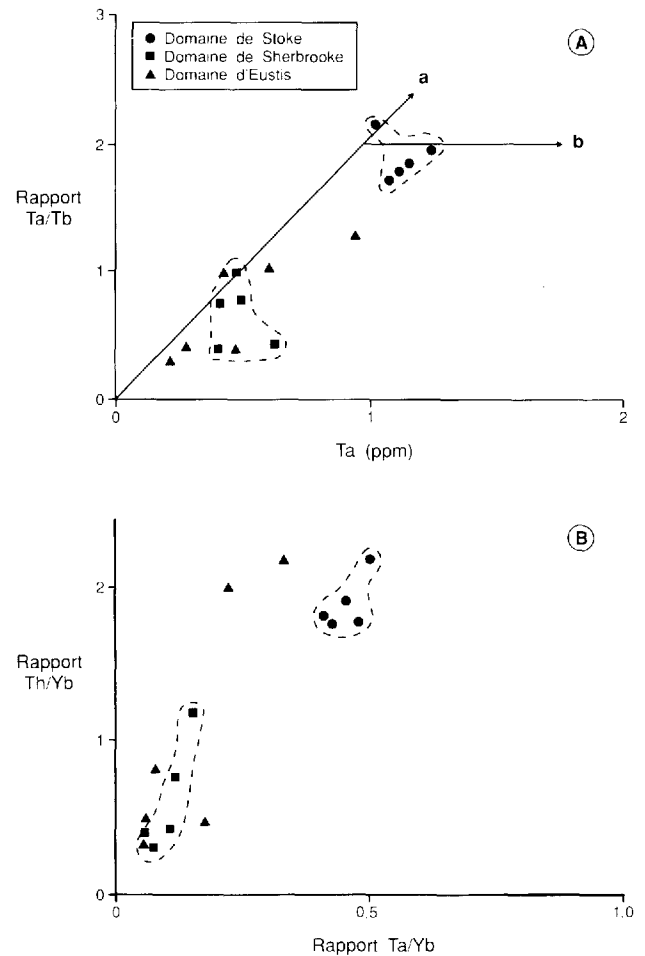 3
Domaine de Stoke
Domaine de Sherbrooke
Domaine d'Eustis
A
a
2
b
Rapport
Ta/Tb
1
0
0
1
2
Ta (ppm)
B
2
Rapport
Th/Yb
1
0
0
0,5
1.0
Rapport Ta/Yb